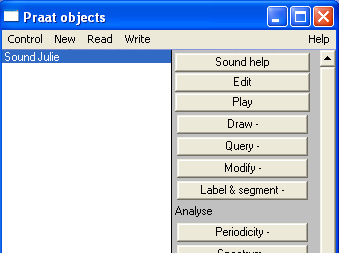 Praat objects
Control New Read Write Help
Sound Julie
Sound help
Edit
Play
Draw -
Query -
Modify -
Label & segment -
Analyse
Periodicity -
Spectrum -